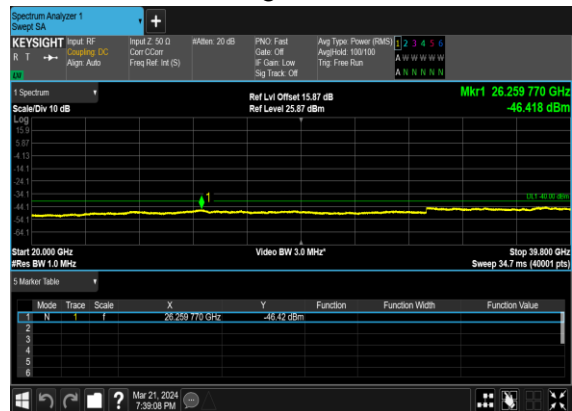 Spectrum Analyzer 1
Swept SA
+
KEYSIGHT Input: RF Input Z: 50 Ω #Atten: 20 dB PNO: Fast Avg Type: Power (RMS) 1 2 3 4 5 6
R T Coupling: DC Corr CCorr Gate: Off Avg|Hold: 100/100 A W W W W W
Align: Auto Freq Ref: Int (S) IF Gain: Low Trig: Free Run
LXI Sig Track: Off A N N N N N
1 Spectrum Ref Lvl Offset 15.87 dB Mkr1 26.259 770 GHz
Scale/Div 10 dB Ref Level 25.87 dBm -46.418 dBm
Log
15.9
5.87
-4.13
-14.1
-24.1
-34.1 1 DL1 -40.00 dBm
-44.1
-54.1
-64.1
Start 20.000 GHz Video BW 3.0 MHz* Stop 39.800 GHz
#Res BW 1.0 MHz Sweep 34.7 ms (40001 pts)
5 Marker Table
Mode Trace Scale X Y Function Function Width Function Value
1 N 1 f 26.259 770 GHz -46.42 dBm
2
3
4
5
6
? Mar 21, 2024
7:39:08 PM